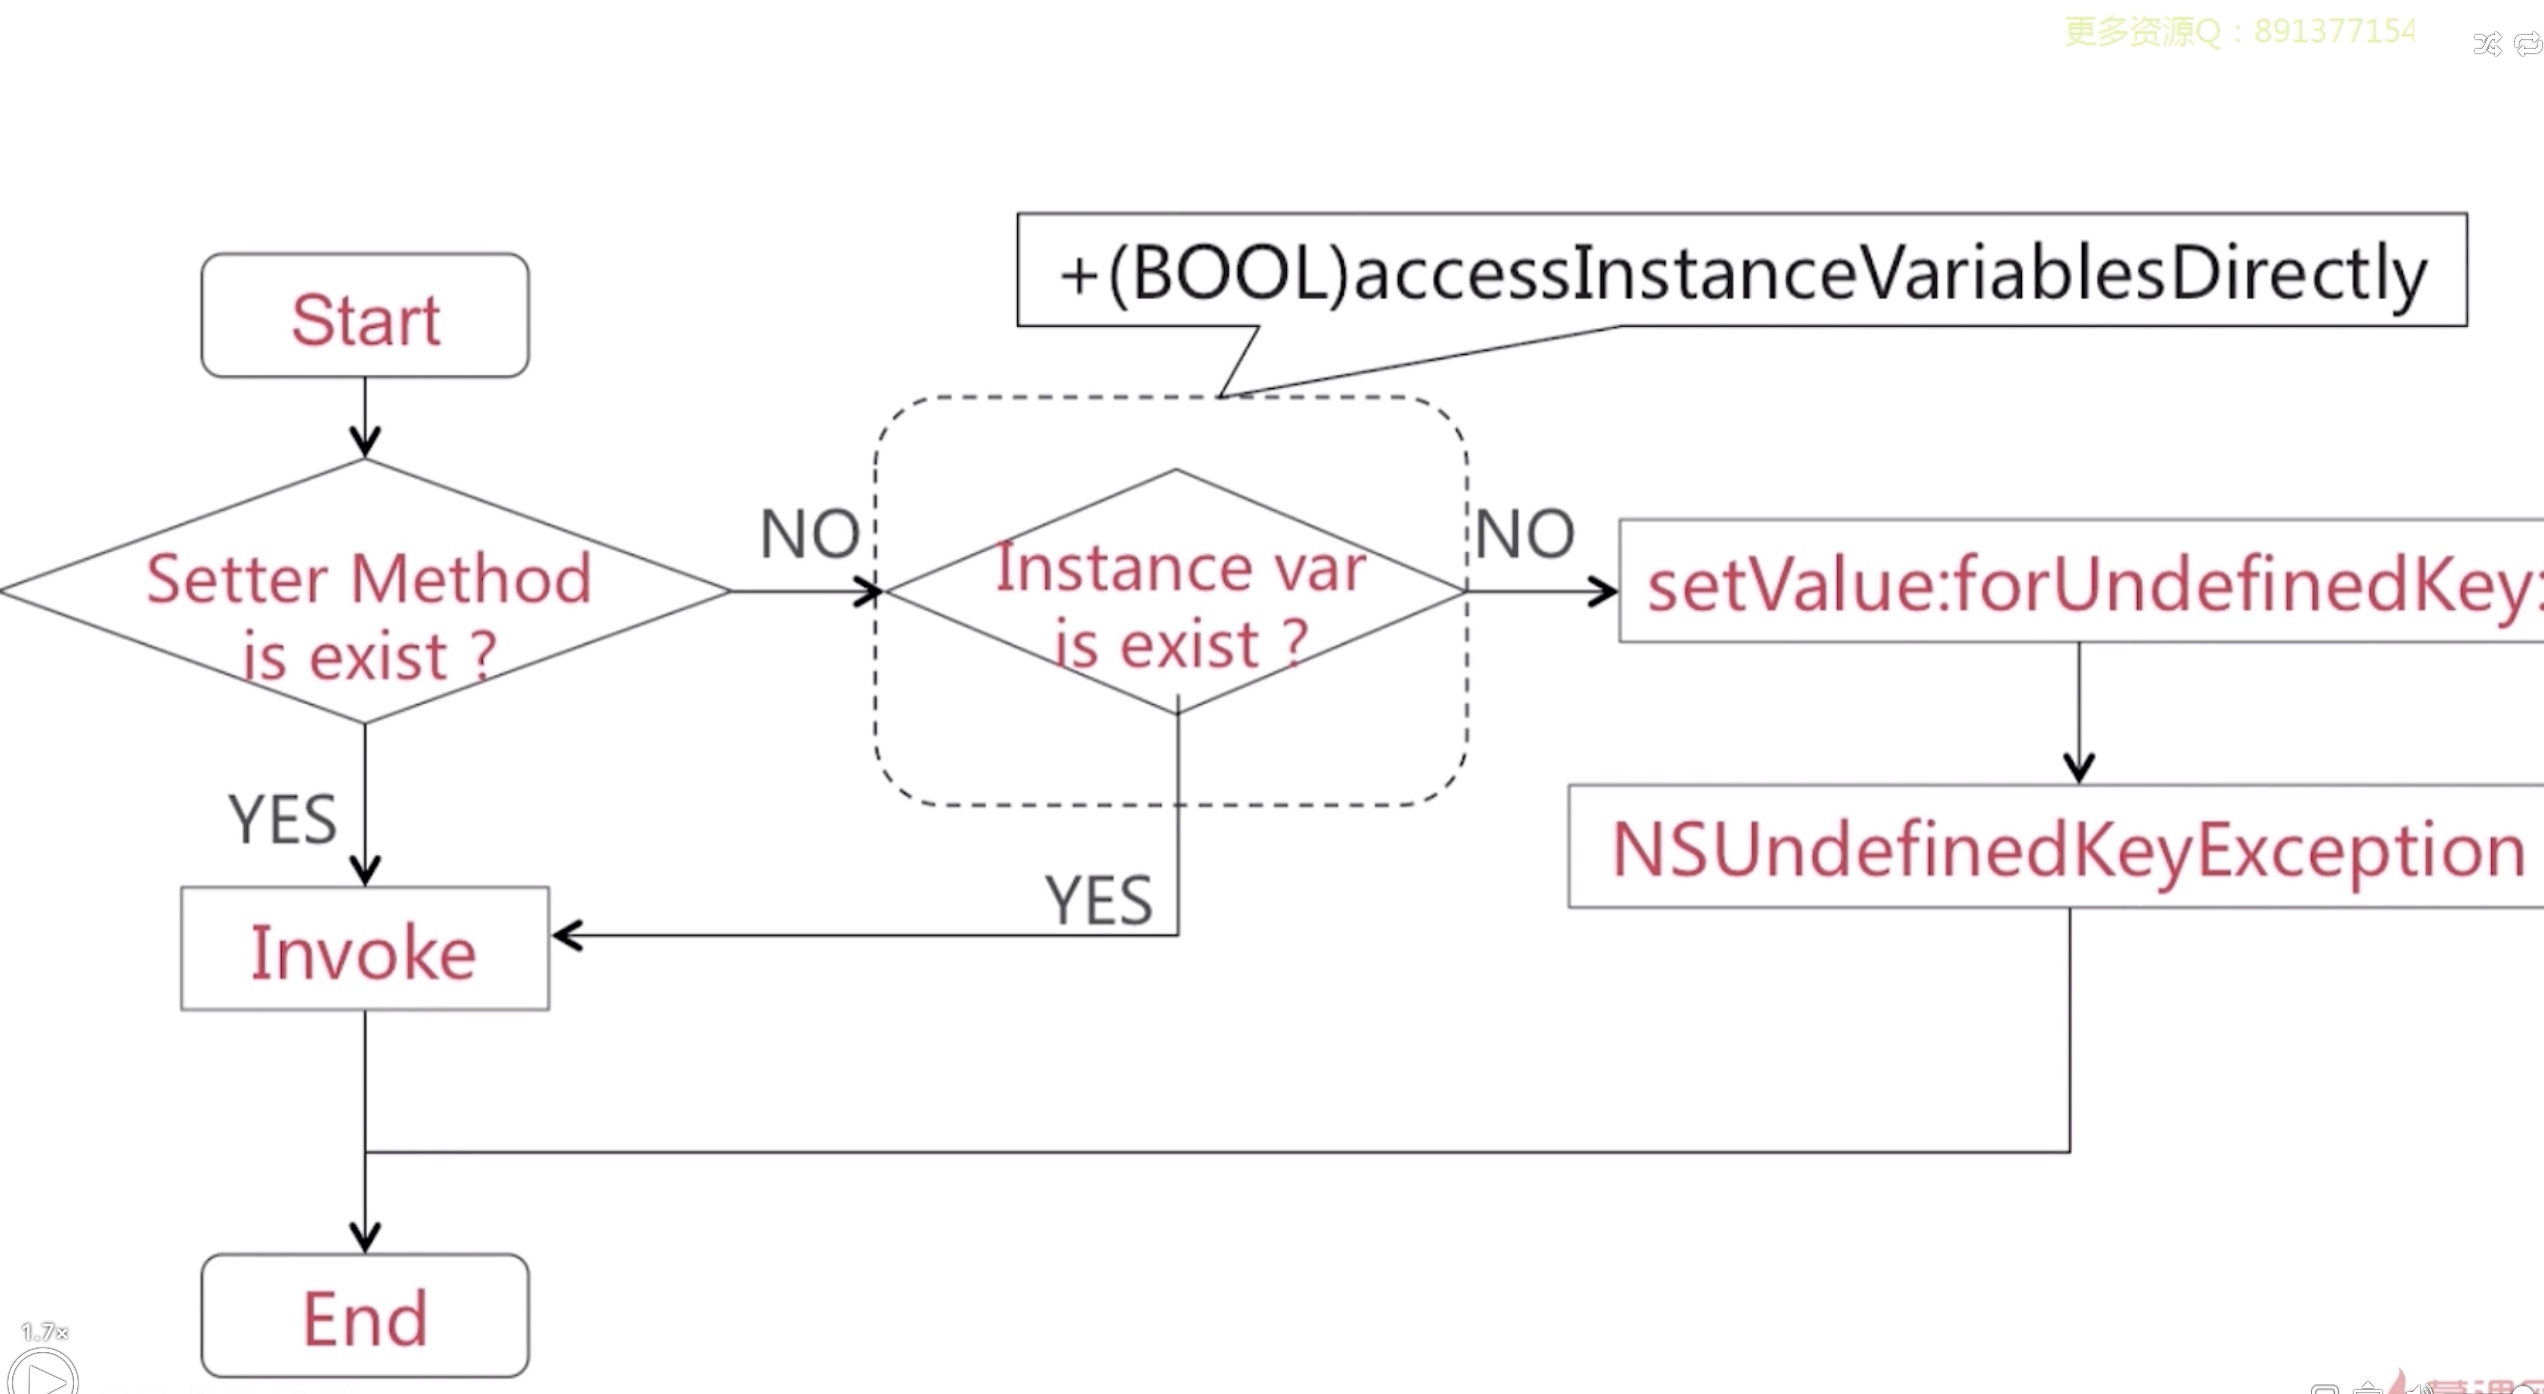 更多资源Q：891377154
+(BOOL)accessInstanceVariablesDirectly
Start
NO
NO
Setter Method
is exist ?
Instance var
is exist ?
setValue:forUndefinedKey:
YES
NSUndefinedKeyException
YES
Invoke
End
1.7×